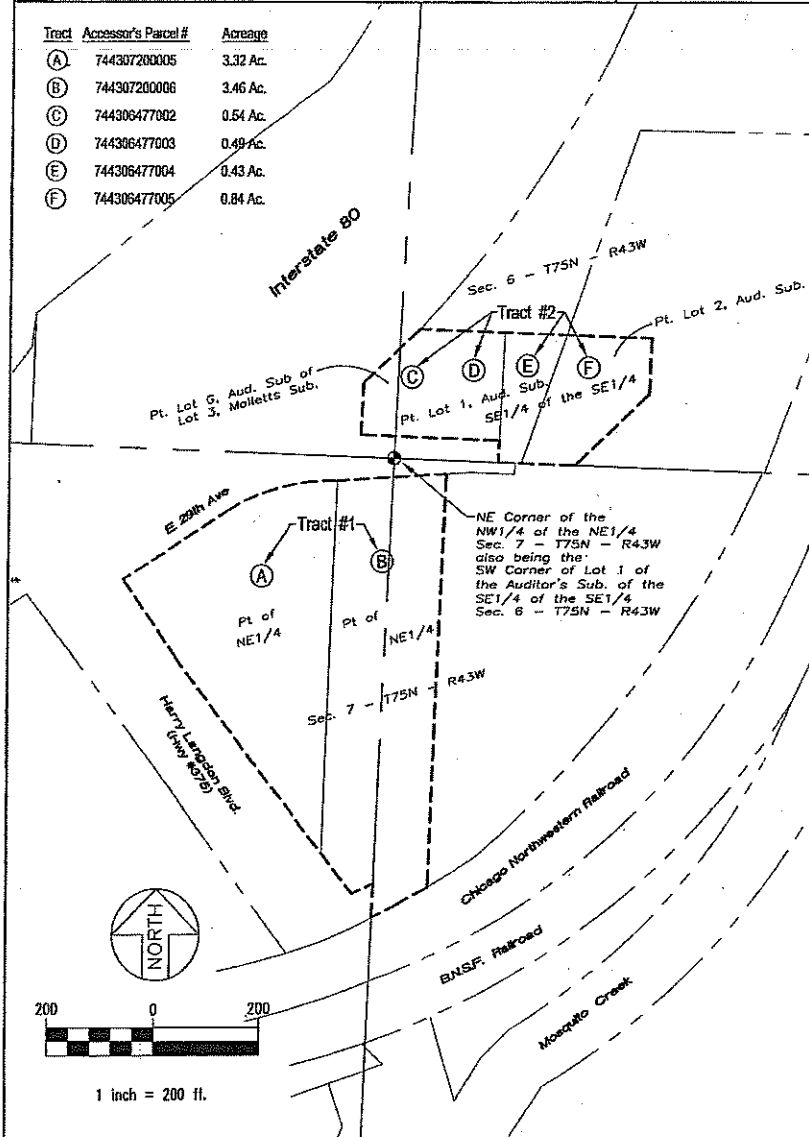 Tract Accessor's Parcel # Acreage
A 744307200005 3.32 Ac.
B 744307200006 3.46 Ac.
C 744306477002 0.54 Ac.
D 744306477003 0.49 Ac.
E 744306477004 0.43 Ac.
F 744306477005 0.84 Ac.
Interstate 80
Sec. 6 - T75N - R43W
Tract #2
Pt. Lot 2, Aud. Sub.
C D E F
Pt. Lot G, Aud. Sub of
Lot 3, Molletts Sub.
Pt. Lot 1, Aud. Sub.
SE1/4 of the SE1/4
E. 29th Ave
Tract #1
A B
NE Corner of the
NW1/4 of the NE1/4
Sec. 7 - T75N - R43W
also being the
SW Corner of Lot 1 of
the Auditor's Sub. of the
SE1/4 of the SE1/4
Sec. 6 - T75N - R43W
Pt of
NE1/4
Pt of
NE1/4
Sec. 7 - T75N - R43W
Harry Langdon Blvd.
(Hwy #375)
Chicago Northwestern Railroad
B.N.S.F. Railroad
Mosquito Creek
NORTH
200 0 200
1 inch = 200 ft.